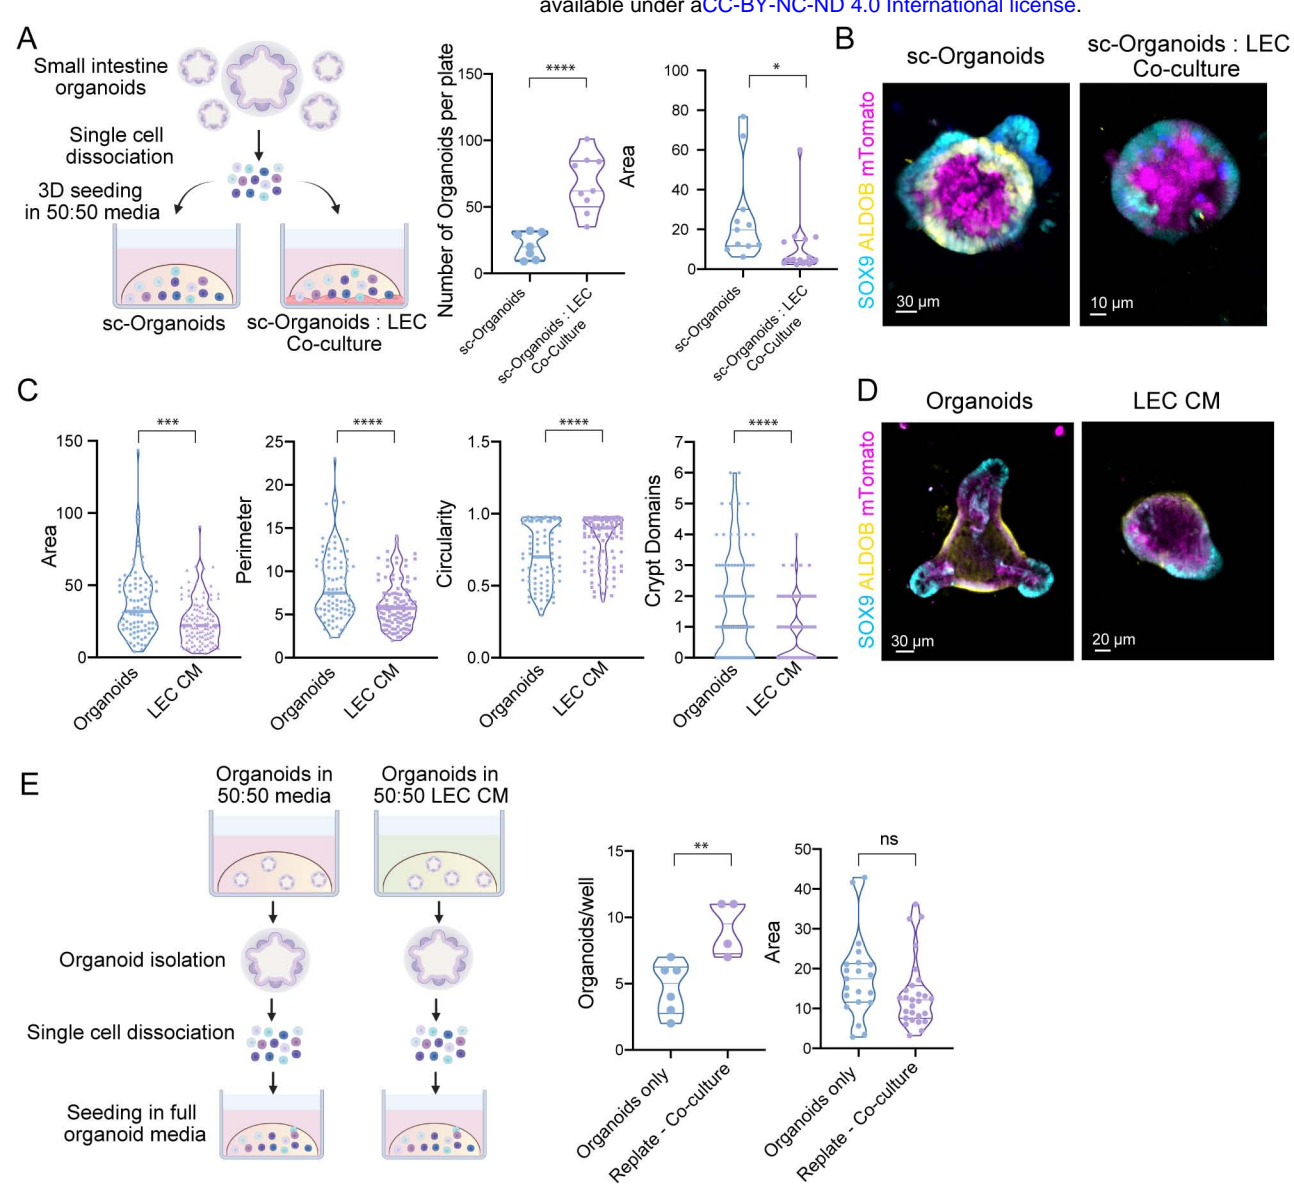 available under aCC-BY-NC-ND 4.0 International license.
A
Small intestine
organoids
Single cell
dissociation
3D seeding
in 50:50 media
sc-Organoids
sc-Organoids : LEC
Co-culture
Number of Organoids per plate
150
100
50
0
****
sc-Organoids
sc-Organoids : LEC
Co-Culture
Area
100
80
60
40
20
0
*
sc-Organoids
sc-Organoids : LEC
Co-Culture
B
sc-Organoids
sc-Organoids : LEC
Co-culture
SOX9 ALDOB mTomato
30 µm
10 µm
C
Area
150
100
50
0
***
Organoids
LEC CM
Perimeter
25
20
15
10
5
0
****
Organoids
LEC CM
Circularity
1.5
1.0
0.5
0.0
****
Organoids
LEC CM
Crypt Domains
7
6
5
4
3
2
1
0
****
Organoids
LEC CM
D
Organoids
LEC CM
SOX9 ALDOB mTomato
30 µm
20 µm
E
Organoids in
50:50 media
Organoids in
50:50 LEC CM
Organoid isolation
Single cell dissociation
Seeding in full
organoid media
Organoids/well
15
10
5
0
**
Organoids only
Replate - Co-culture
Area
50
40
30
20
10
0
ns
Organoids only
Replate - Co-culture